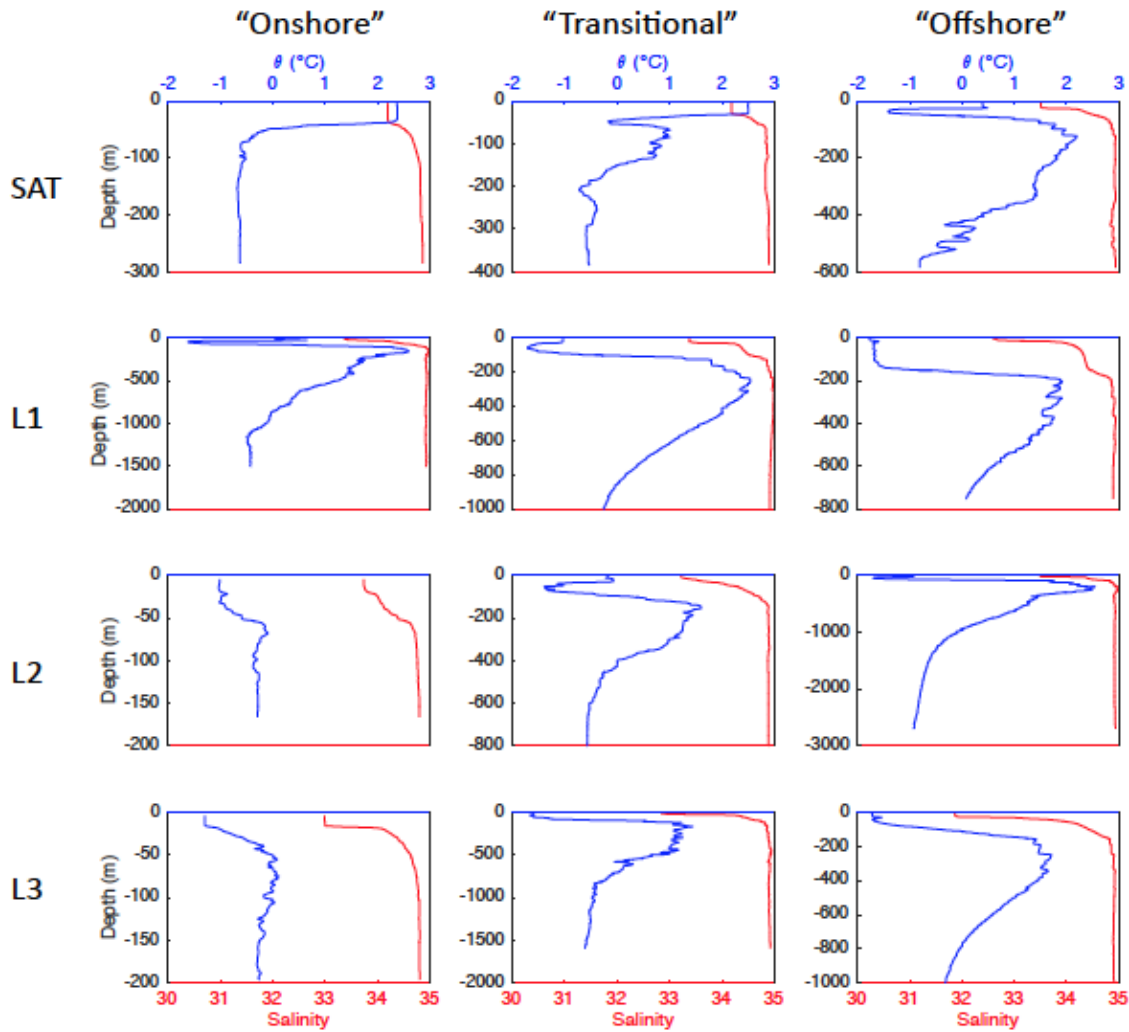 “Onshore” “Transitional” “Offshore”
θ (°C) θ (°C) θ (°C)
-2 -1 0 1 2 3 -2 -1 0 1 2 3 -2 -1 0 1 2 3
SAT
Depth (m)
0 -100 -200 -300
0 -100 -200 -300 -400
0 -200 -400 -600
L1
Depth (m)
0 -500 -1000 -1500 -2000
0 -200 -400 -600 -800 -1000
0 -200 -400 -600 -800
L2
Depth (m)
0 -50 -100 -150 -200
0 -200 -400 -600 -800
0 -1000 -2000 -3000
L3
Depth (m)
0 -50 -100 -150 -200
0 -500 -1000 -1500 -2000
0 -200 -400 -600 -800 -1000
30 31 32 33 34 35 30 31 32 33 34 35 30 31 32 33 34 35
Salinity Salinity Salinity